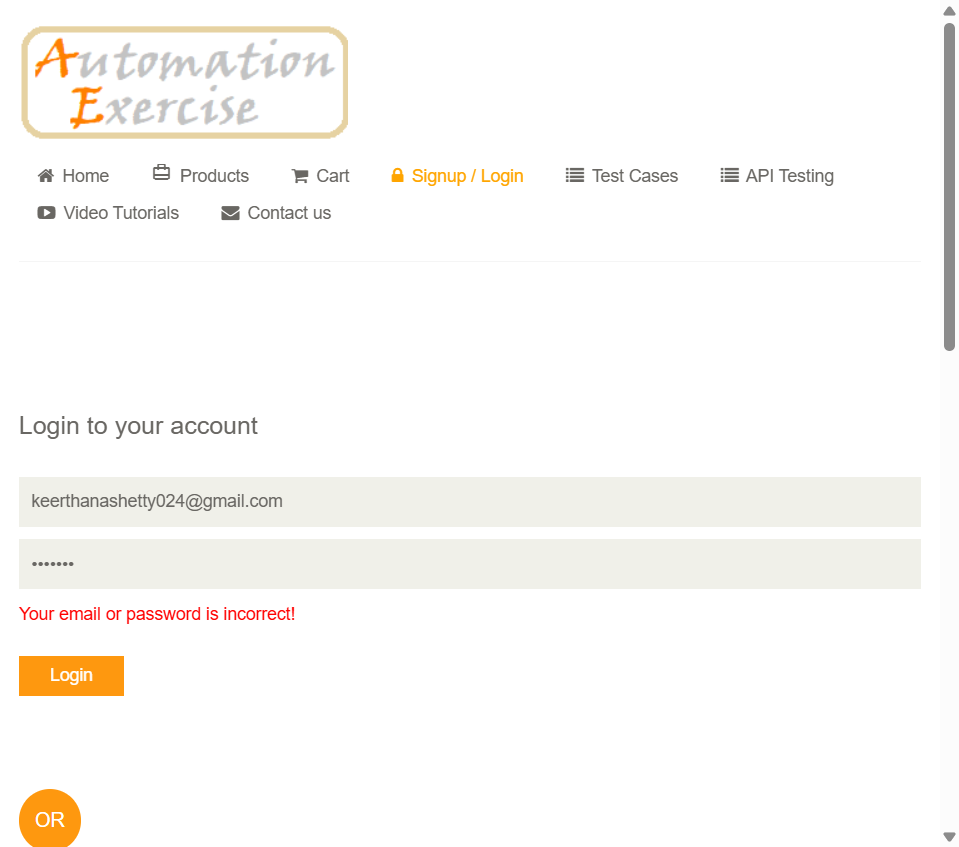 Automation
Exercise
Home Products Cart Signup / Login Test Cases API Testing
Video Tutorials Contact us
Login to your account
keerthanashetty024@gmail.com
•••••••
Your email or password is incorrect!
Login
OR